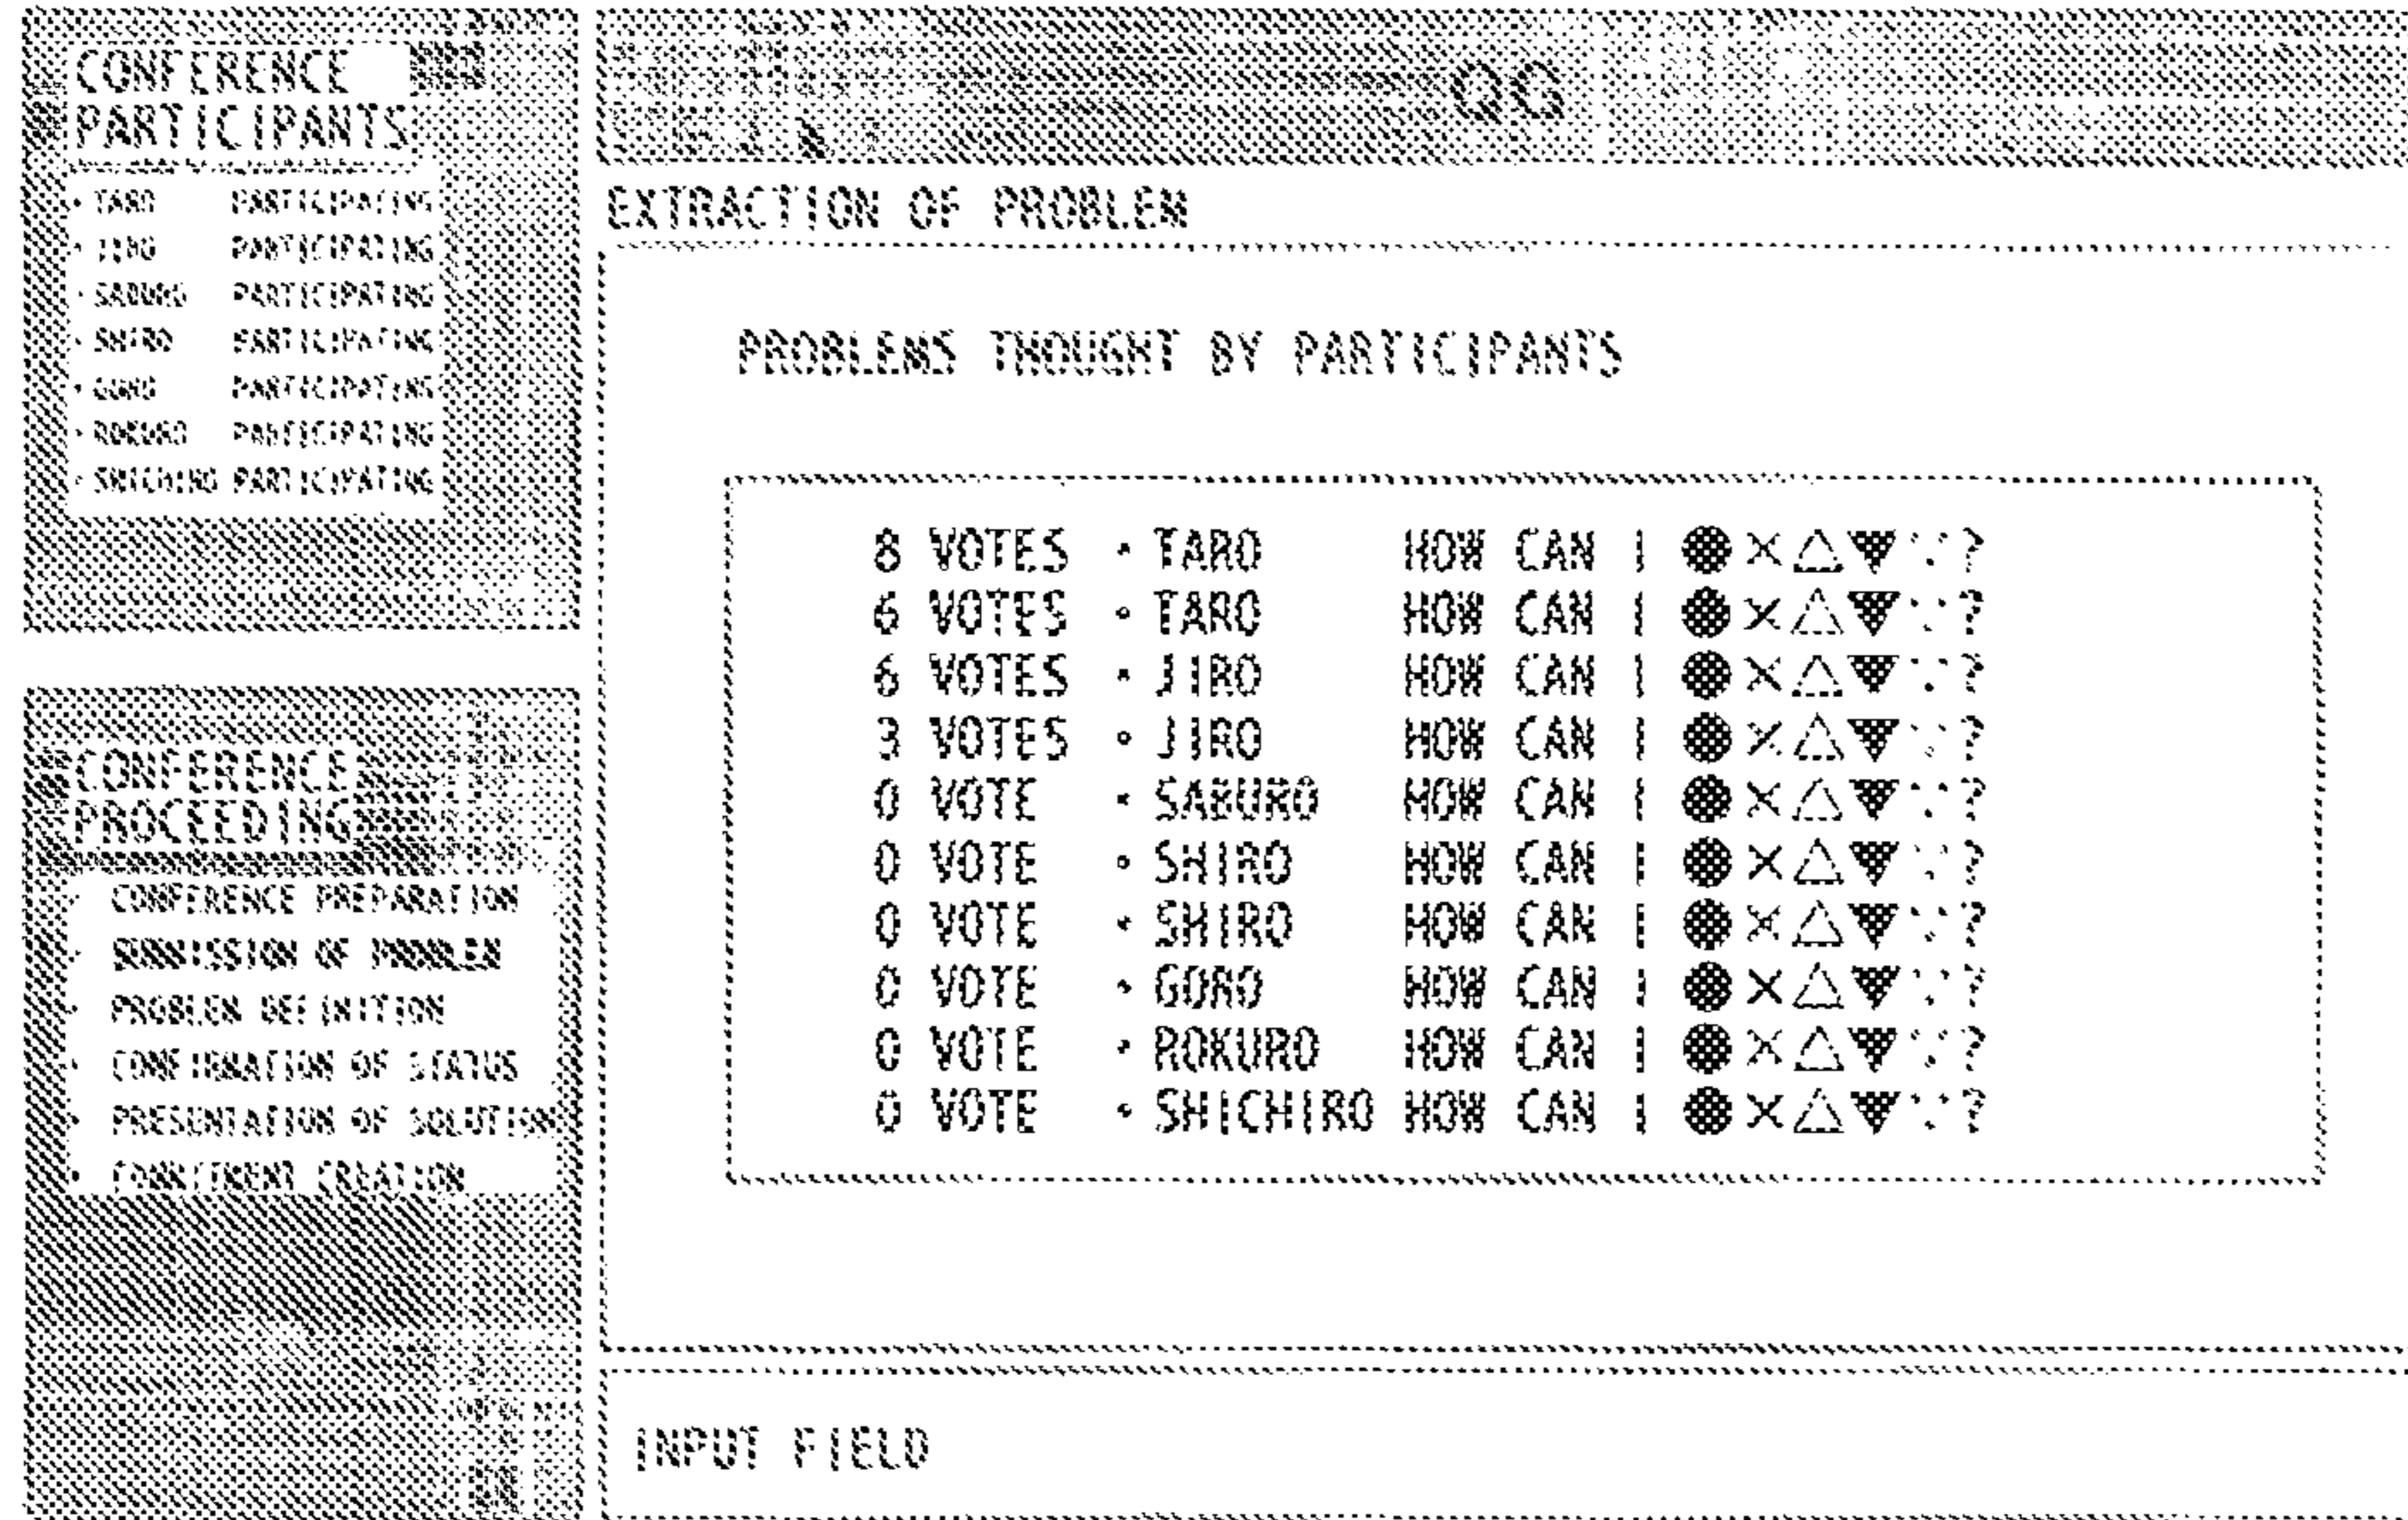 CONFERENCE
PARTICIPANTS
・TARO PARTICIPATING
・JIRO PARTICIPATING
・SABURO PARTICIPATING
・SHIRO PARTICIPATING
・GORO PARTICIPATING
・ROKURO PARTICIPATING
・SHICHIRO PARTICIPATING
CONFERENCE
PROCEEDING
・ CONFERENCE PREPARATION
・ SUBMISSION OF PROBLEM
・ PROBLEM DEFINITION
・ CONFIRMATION OF STATUS
・ PRESENTATION OF SOLUTION
・ COMMITMENT CREATION
QG
EXTRACTION OF PROBLEM
PROBLEMS THOUGHT BY PARTICIPANTS
8 VOTES ・TARO HOW CAN I ●×△▼∵?
6 VOTES ・TARO HOW CAN I ●×△▼∵?
6 VOTES ・JIRO HOW CAN I ●×△▼∵?
3 VOTES ・JIRO HOW CAN I ●×△▼∵?
0 VOTE ・SABURO HOW CAN I ●×△▼∵?
0 VOTE ・SHIRO HOW CAN I ●×△▼∵?
0 VOTE ・SHIRO HOW CAN I ●×△▼∵?
0 VOTE ・GORO HOW CAN I ●×△▼∵?
0 VOTE ・ROKURO HOW CAN I ●×△▼∵?
0 VOTE ・SHICHIRO HOW CAN I ●×△▼∵?
INPUT FIELD